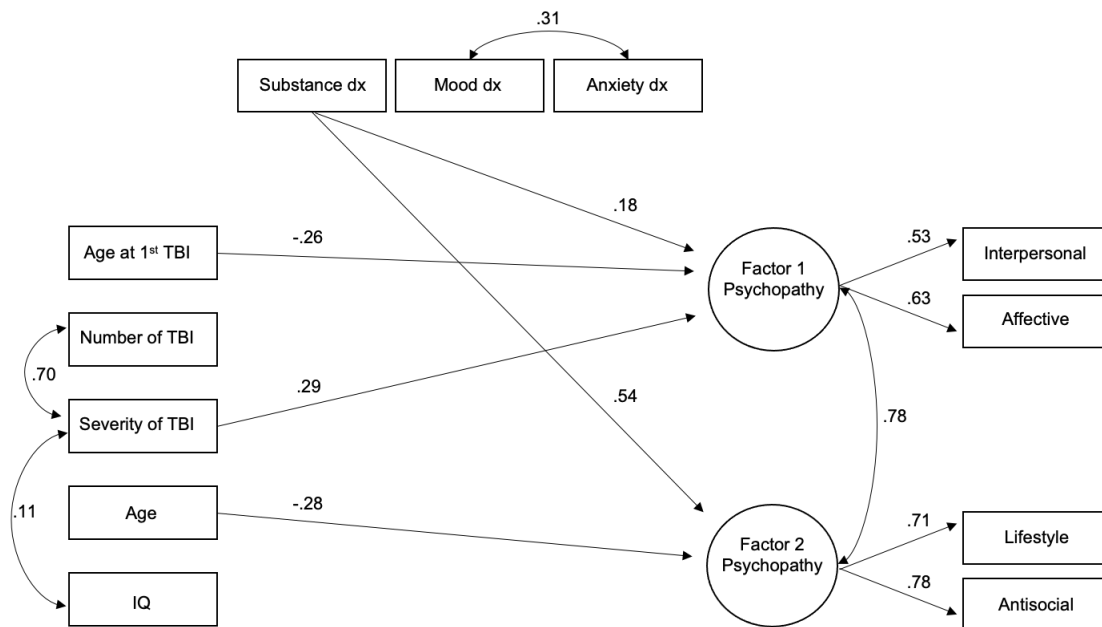 .31
Substance dx
Mood dx
Anxiety dx
.18
Age at 1st TBI
-.26
Factor 1
Psychopathy
.53
Interpersonal
.63
Affective
Number of TBI
.70
Severity of TBI
.29
.54
.78
.11
Age
-.28
Factor 2
Psychopathy
.71
Lifestyle
.78
Antisocial
IQ